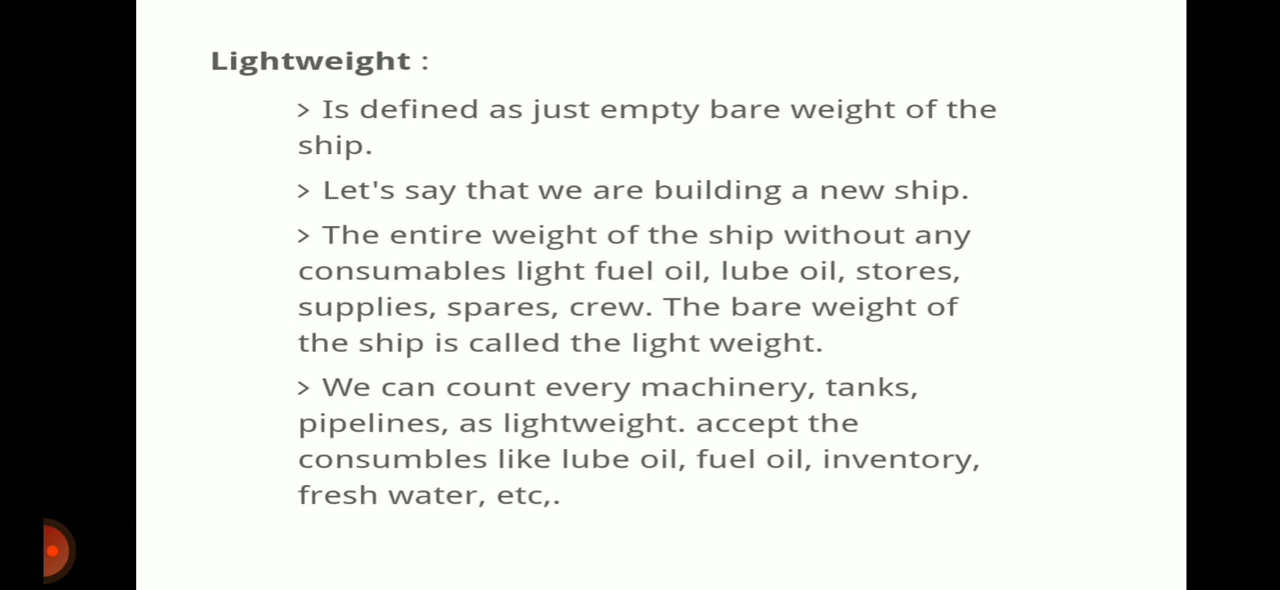 Lightweight :
> Is defined as just empty bare weight of the
ship.
> Let's say that we are building a new ship.
> The entire weight of the ship without any
consumables light fuel oil, lube oil, stores,
supplies, spares, crew. The bare weight of
the ship is called the light weight.
> We can count every machinery, tanks,
pipelines, as lightweight. accept the
consumbles like lube oil, fuel oil, inventory,
fresh water, etc,.